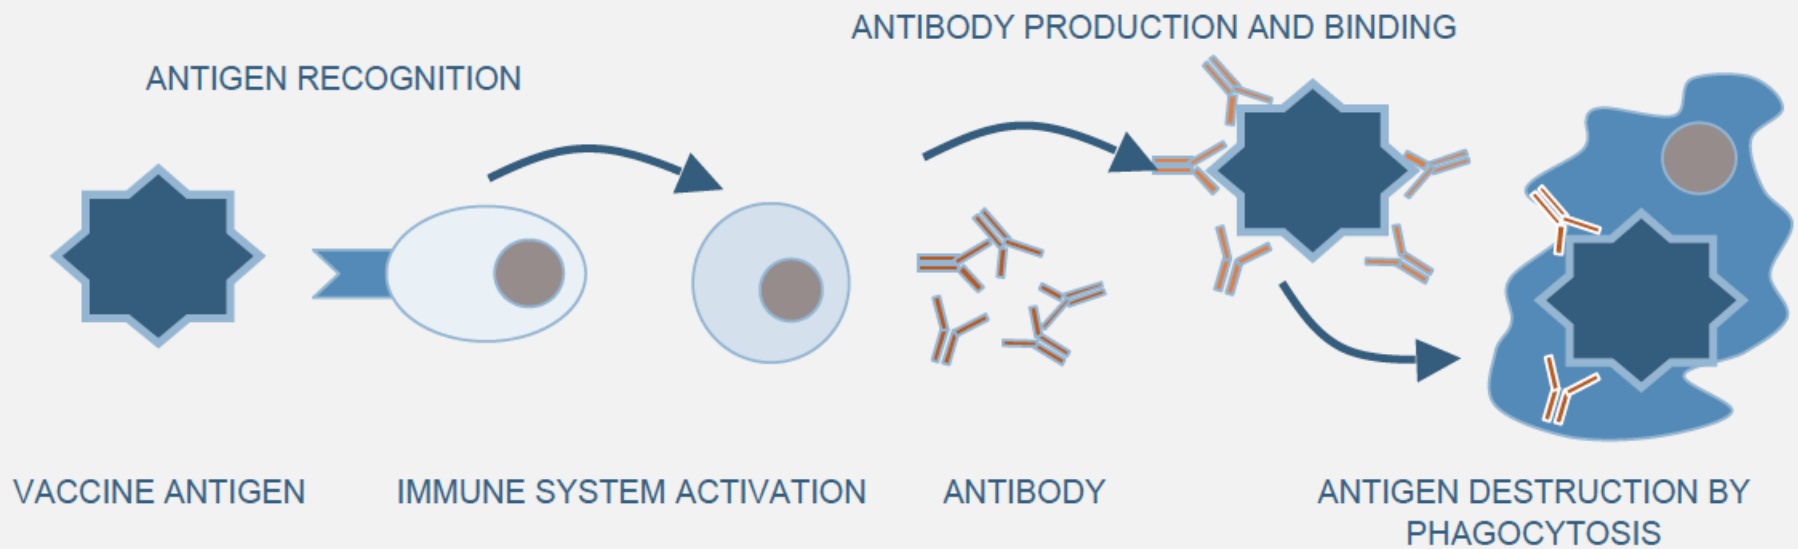 ANTIBODY PRODUCTION AND BINDING
ANTIGEN RECOGNITION
VACCINE ANTIGEN
IMMUNE SYSTEM ACTIVATION
ANTIBODY
ANTIGEN DESTRUCTION BY
PHAGOCYTOSIS